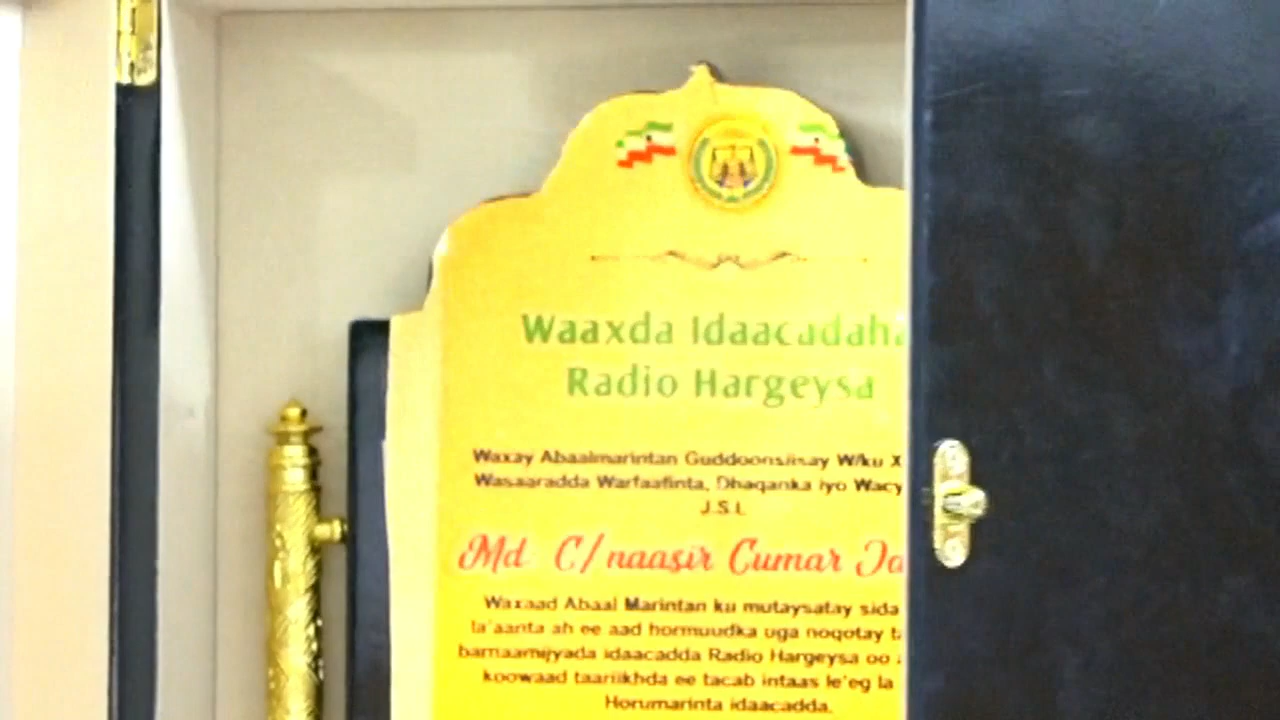 Waaxda Idaacadaha
Radio Hargeysa
Waxay Abaalmarintan Guddoonsiisay W/ku X
Wasaaradda Warfaafinta, Dhaqanka iyo Wacy
J.S.L
Md C/naasir Cumar Ja
Waxaad Abaal Marintan ku mutaysatay sida
la'aanta ah ee aad hormuudka uga noqotay
barnaamijyada idaacadda Radio Hargeysa oo
koowaad taariikhda ee tacab intaas le'eg la
Horumarinta idaacadda.